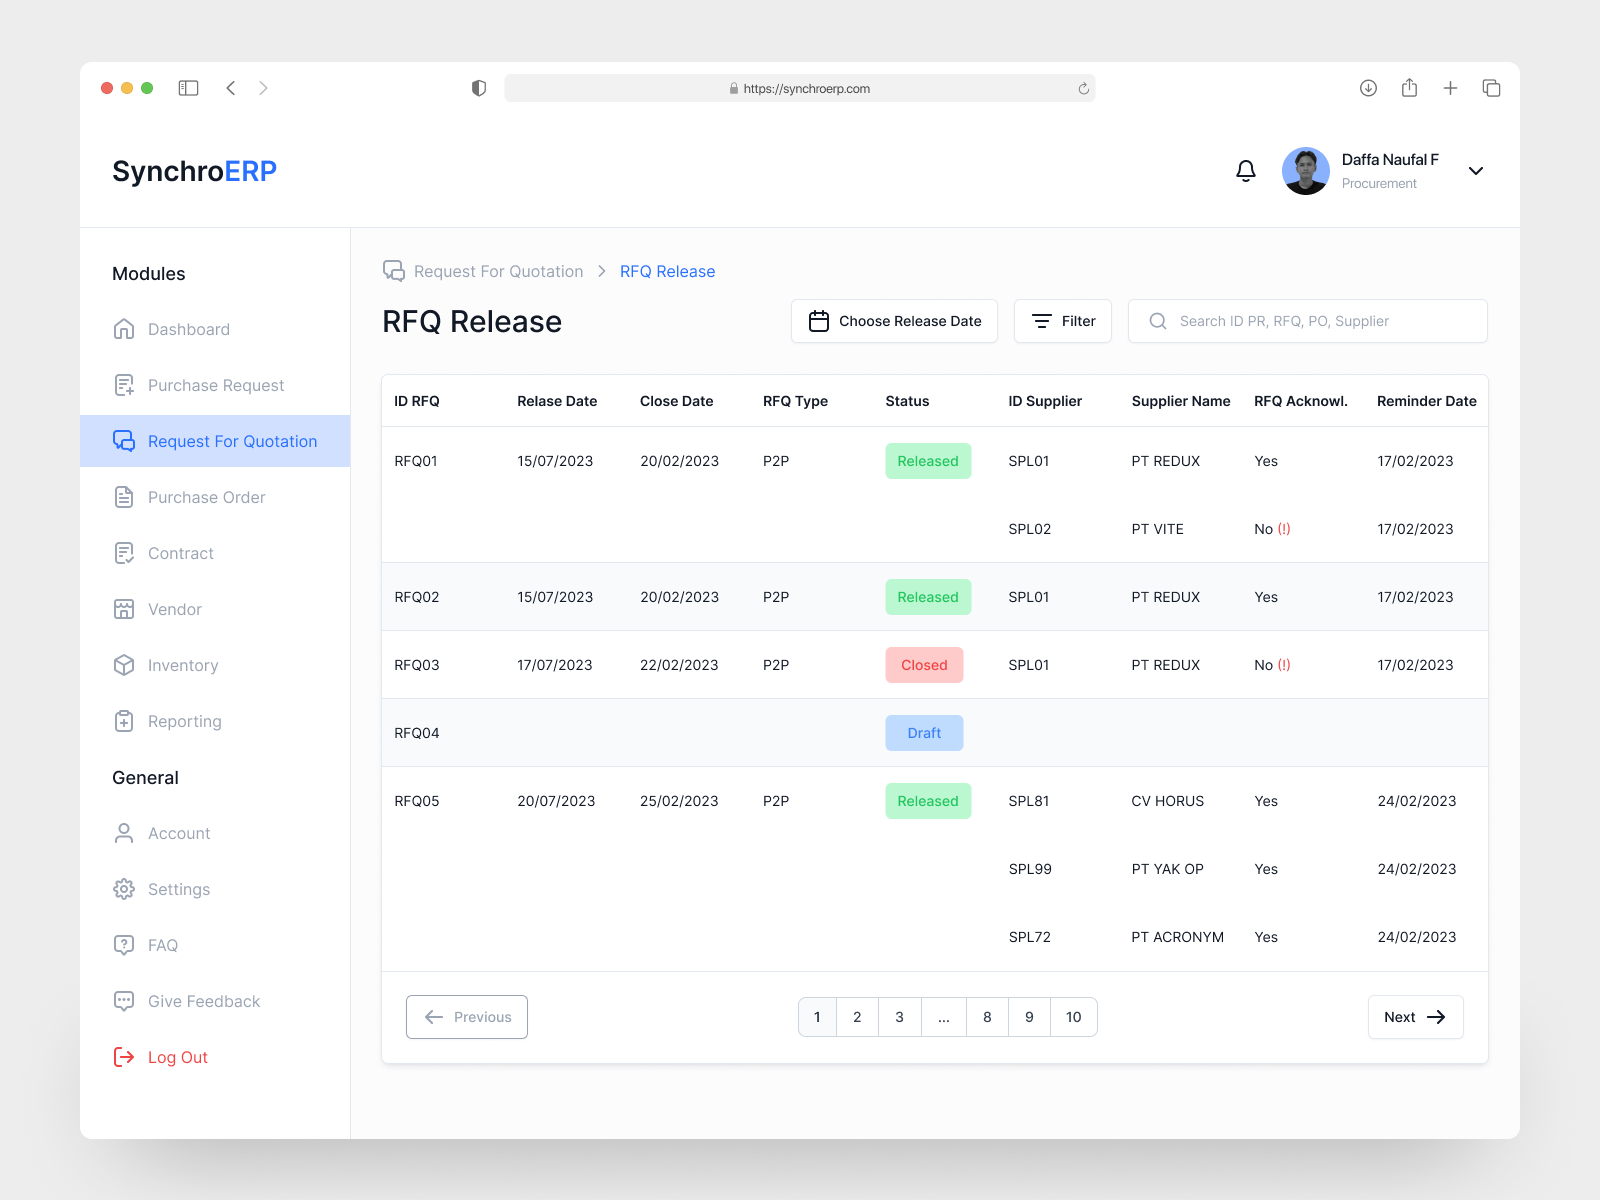 https://synchroerp.com
SynchroERP
Daffa Naufal F
Procurement
Modules
Dashboard
Purchase Request
Request For Quotation
Purchase Order
Contract
Vendor
Inventory
Reporting
General
Account
Settings
FAQ
Give Feedback
Log Out
Request For Quotation > RFQ Release
RFQ Release
Choose Release Date
Filter
Search ID PR, RFQ, PO, Supplier
ID RFQ Relase Date Close Date RFQ Type Status ID Supplier Supplier Name RFQ Acknowl. Reminder Date
RFQ01 15/07/2023 20/02/2023 P2P Released SPL01 PT REDUX Yes 17/02/2023
SPL02 PT VITE No (!) 17/02/2023
RFQ02 15/07/2023 20/02/2023 P2P Released SPL01 PT REDUX Yes 17/02/2023
RFQ03 17/07/2023 22/02/2023 P2P Closed SPL01 PT REDUX No (!) 17/02/2023
RFQ04 Draft
RFQ05 20/07/2023 25/02/2023 P2P Released SPL81 CV HORUS Yes 24/02/2023
SPL99 PT YAK OP Yes 24/02/2023
SPL72 PT ACRONYM Yes 24/02/2023
Previous 1 2 3 ... 8 9 10 Next